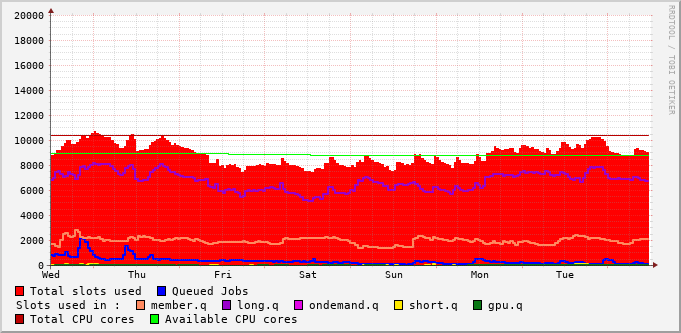 20000
18000
16000
14000
12000
10000
8000
6000
4000
2000
0
Wed Thu Fri Sat Sun Mon Tue
RRDTOOL / TOBI OETIKER
Total slots used Queued Jobs
Slots used in : member.q long.q ondemand.q short.q gpu.q
Total CPU cores Available CPU cores